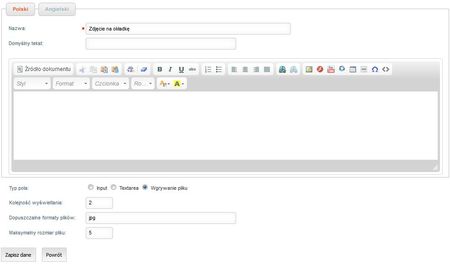 Polski Angielski
Nazwa: Zdjęcie na okładkę
Domyślny tekst:
Źródło dokumentu
Styl Format Czcionka Ro...
Typ pola: Input Textarea Wgrywanie pliku
Kolejność wyświetlania: 2
Dopuszczalne formaty plików: jpg
Maksymalny rozmiar pliku: 5
Zapisz dane Powrót